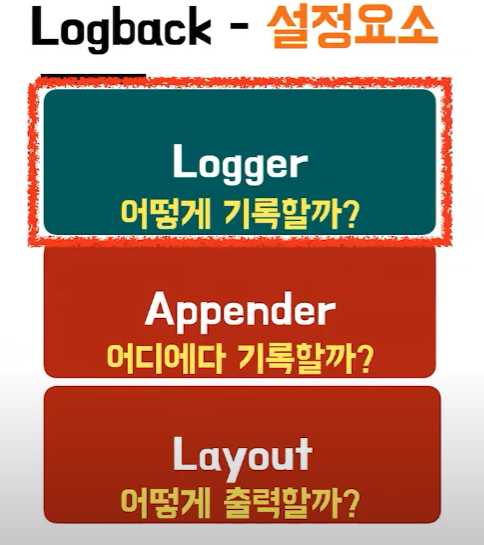 Logback - 설정요소
Logger
어떻게 기록할까?
Appender
어디에다 기록할까?
Layout
어떻게 출력할까?